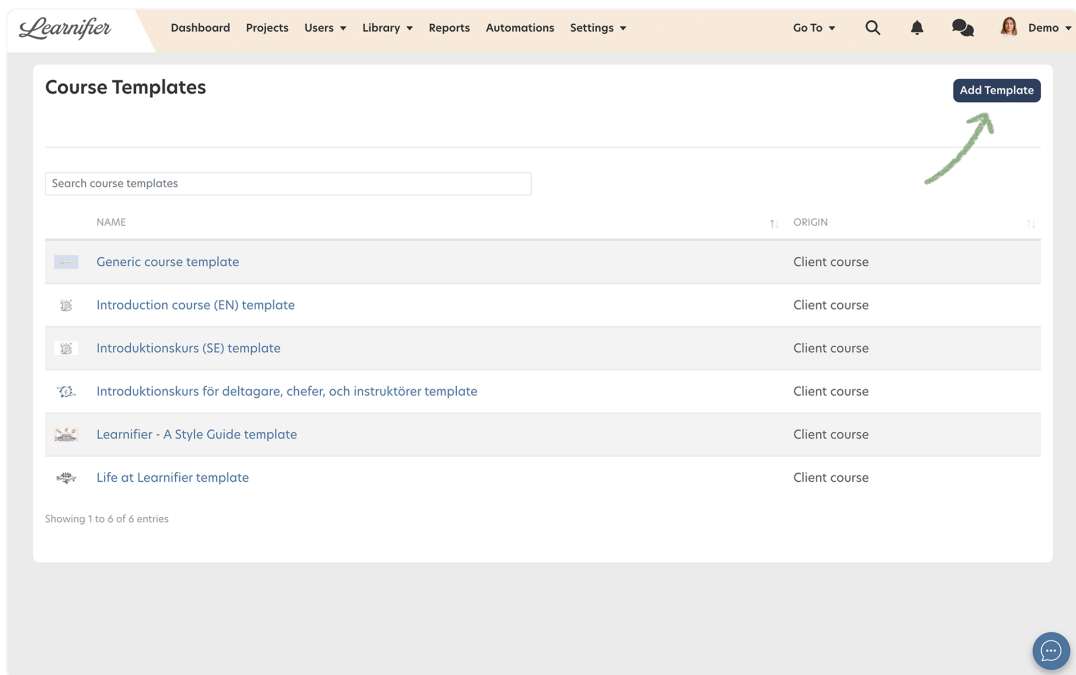 Learnifier Dashboard Projects Users Library Reports Automations Settings Go To Demo
Course Templates Add Template
Search course templates
NAME ORIGIN
Generic course template Client course
Introduction course (EN) template Client course
Introduktionskurs (SE) template Client course
Introduktionskurs för deltagare, chefer, och instruktörer template Client course
Learnifier - A Style Guide template Client course
Life at Learnifier template Client course
Showing 1 to 6 of 6 entries